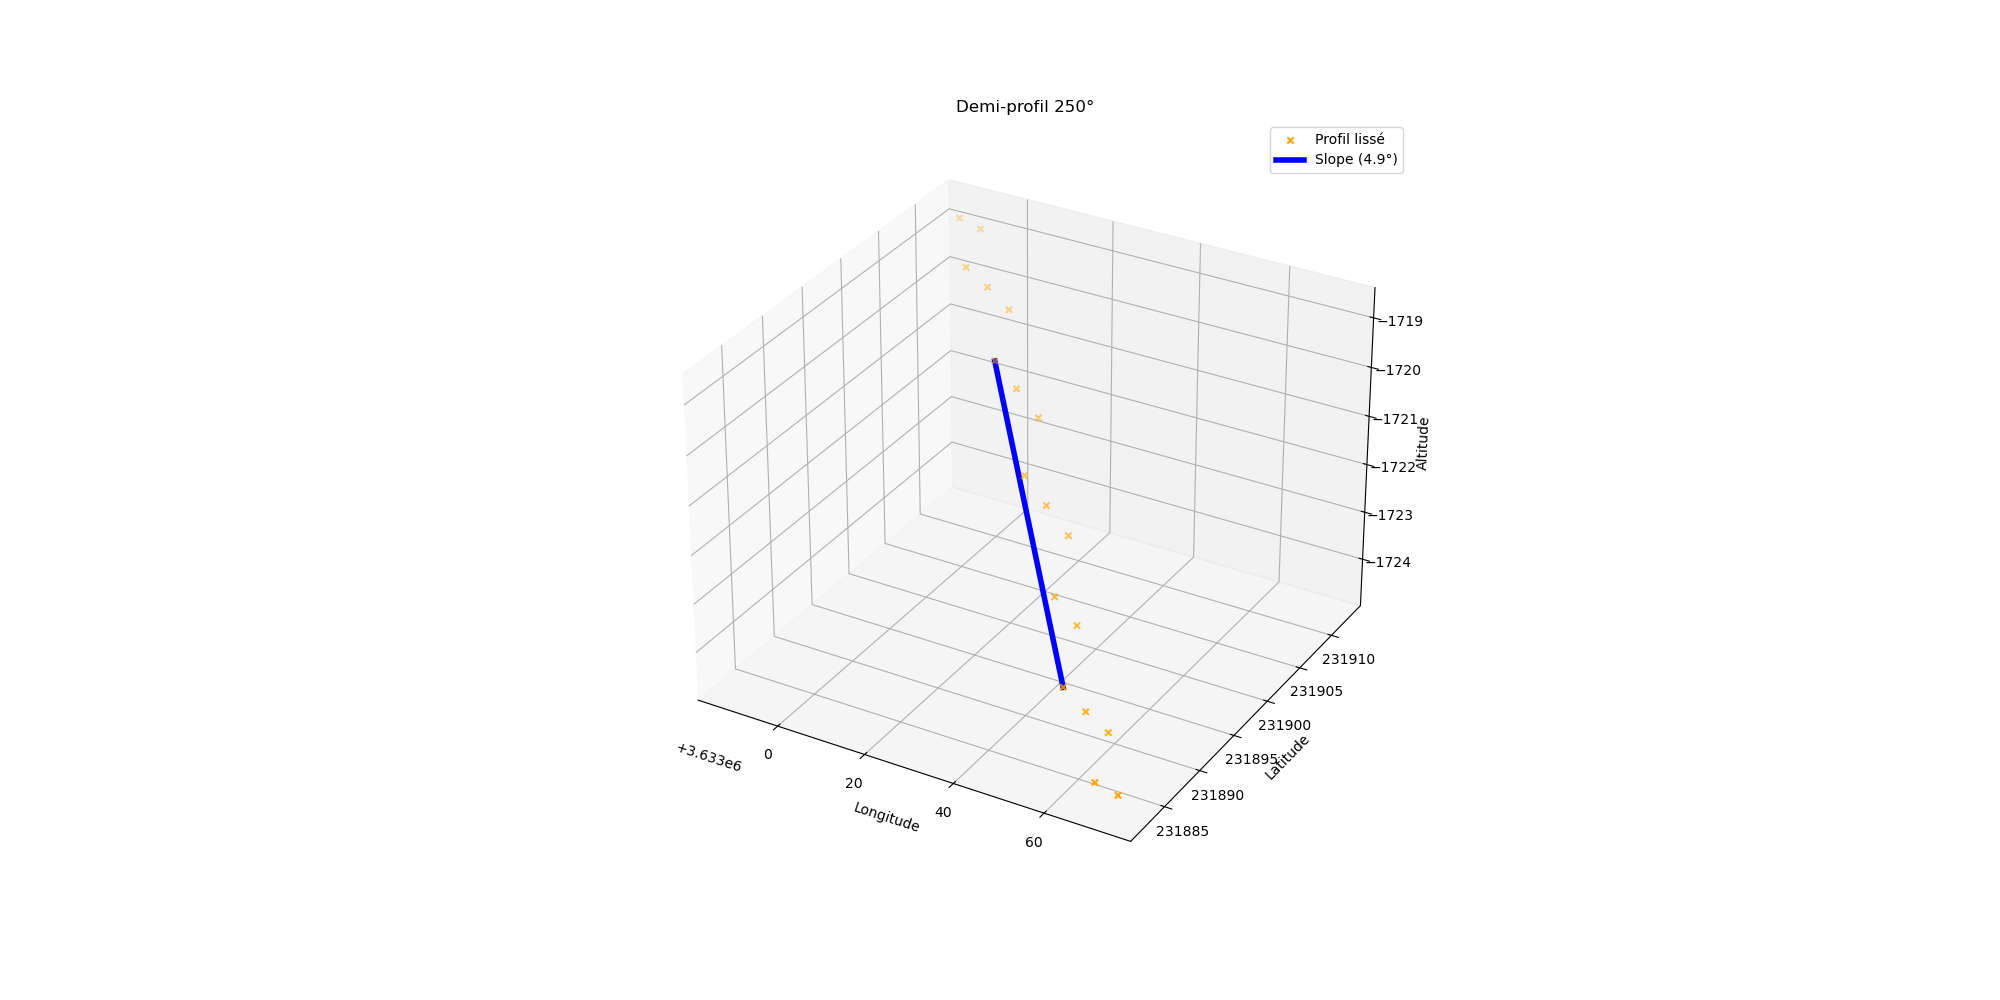 Demi-profil 250°
Profil lissé
Slope (4.9°)
−1719
−1720
−1721
−1722
−1723
−1724
Altitude
231910
231905
231900
231895
231890
231885
Latitude
+3.633e6
0
20
40
60
Longitude